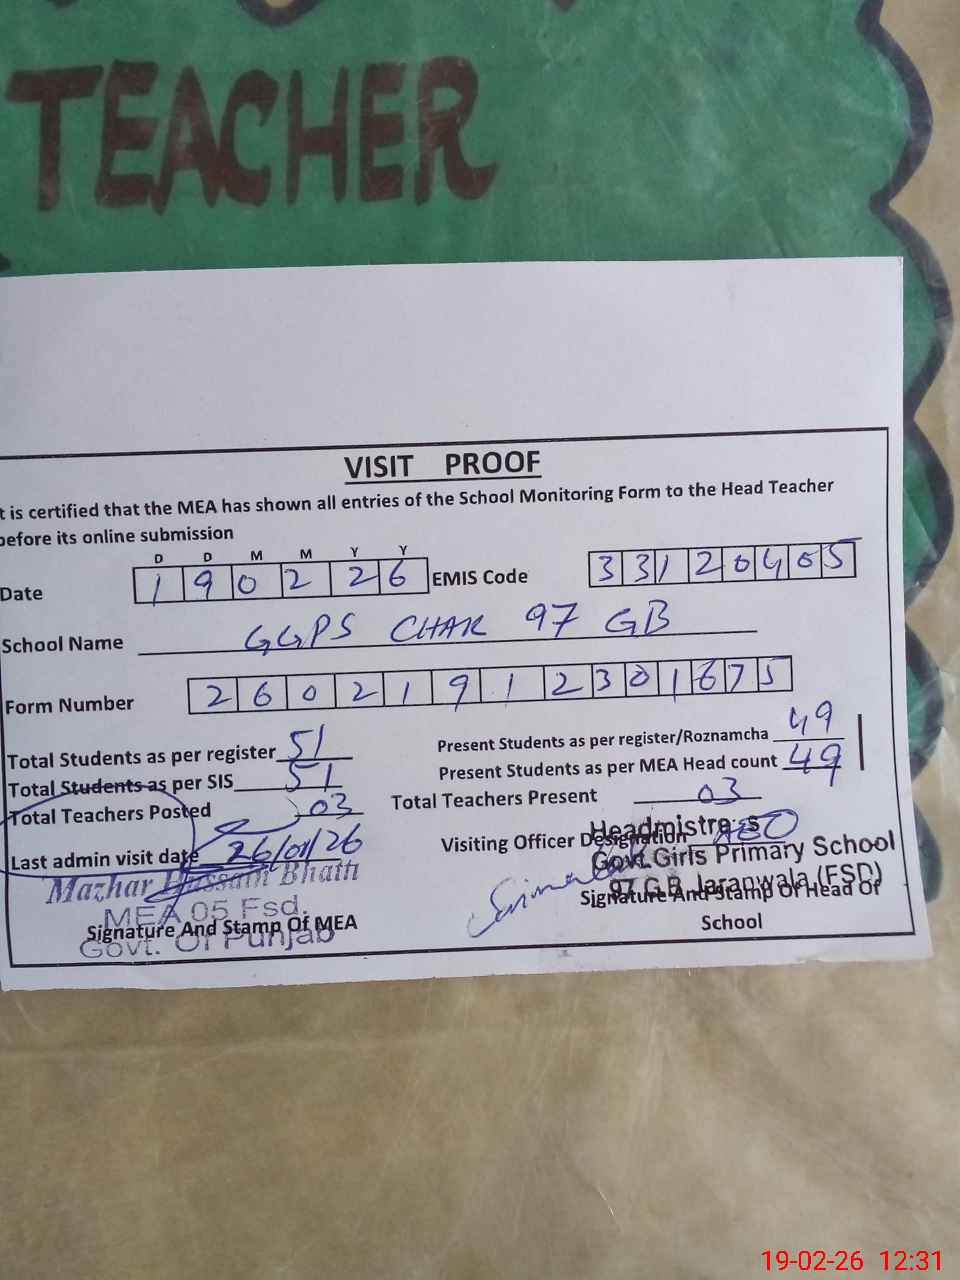 TEACHER
VISIT PROOF
t is certified that the MEA has shown all entries of the School Monitoring Form to the Head Teacher
before its online submission
D D M M Y Y
Date 1 9 0 2 2 6 EMIS Code 3 3 1 2 0 4 0 5
School Name GGPS CHAK 97 GB
Form Number 2 6 0 2 1 9 1 2 3 0 1 6 7 5
Total Students as per register 51 Present Students as per register/Roznamcha 49
Total Students as per SIS 51 Present Students as per MEA Head count 49
Total Teachers Posted 03 Total Teachers Present 03
Last admin visit date 26/01/26 Visiting Officer Designation AEO
Mazhar Hussain Bhatti
MEA 05 Fsd.
Govt. Of Punjab
Signature And Stamp Of MEA
Headmistress
Govt. Girls Primary School
97 G.B Jaranwala (FSD)
Signature And Stamp Of Head Of
School
19-02-26 12:31